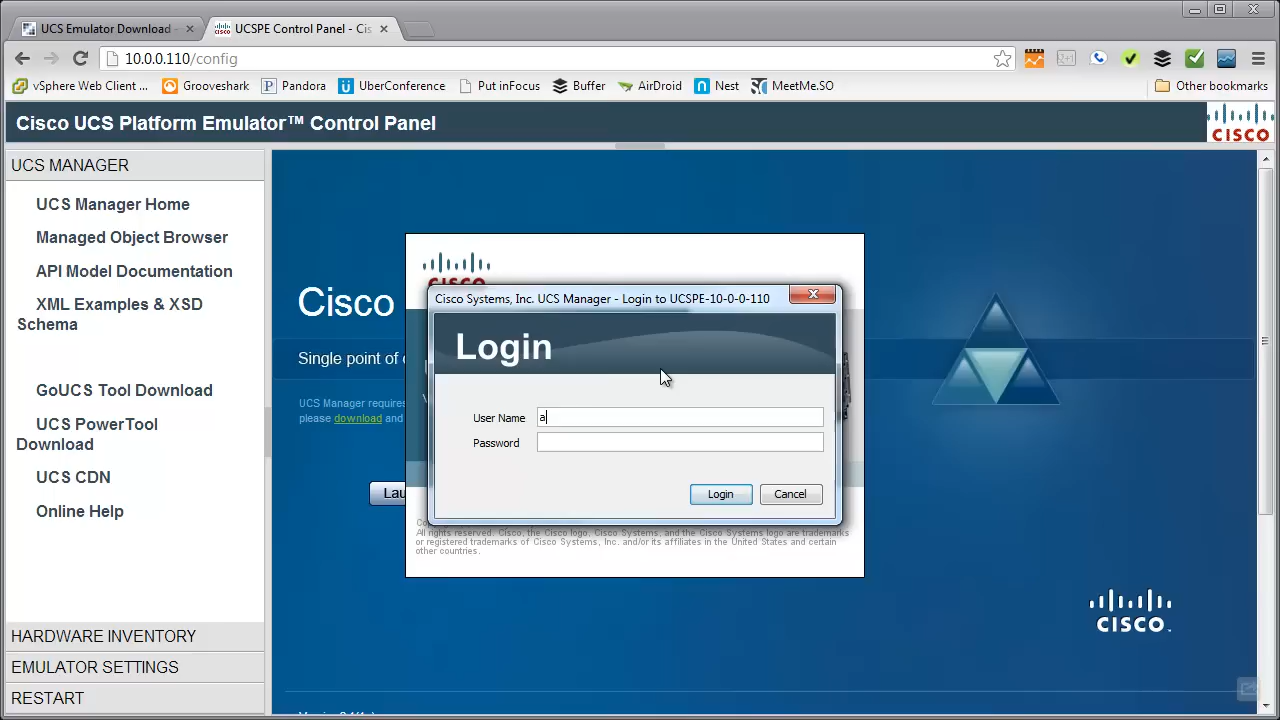 UCS Emulator Download
UCSPE Control Panel - Cis
10.0.0.110/config
vSphere Web Client ...
Grooveshark
Pandora
UberConference
Put inFocus
Buffer
AirDroid
Nest
MeetMe.SO
Other bookmarks
Cisco UCS Platform Emulator™ Control Panel
CISCO
UCS MANAGER
UCS Manager Home
Managed Object Browser
API Model Documentation
XML Examples & XSD
Schema
GoUCS Tool Download
UCS PowerTool
Download
UCS CDN
Online Help
HARDWARE INVENTORY
EMULATOR SETTINGS
RESTART
Cisco
Single point of c
UCS Manager requires
please download and
Lau
Cisco Systems, Inc. UCS Manager - Login to UCSPE-10-0-0-110
Login
User Name a
Password
Login Cancel
All rights reserved. Cisco, the Cisco logo, Cisco Systems, and the Cisco Systems logo are trademarks
or registered trademarks of Cisco Systems, Inc. and/or its affiliates in the United States and certain
other countries.
CISCO